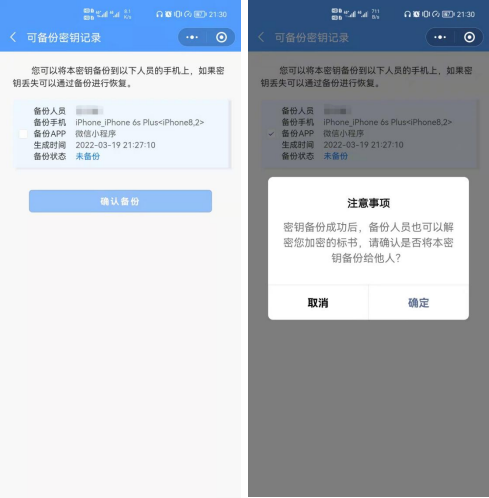 21:30
可备份密钥记录
您可以将本密钥备份到以下人员的手机上，如果密
钥丢失可以通过备份进行恢复。
备份人员
备份手机 iPhone_iPhone 6s Plus<iPhone8,2>
备份APP 微信小程序
生成时间 2022-03-19 21:27:10
备份状态 未备份
确认备份
21:30
可备份密钥记录
您可以将本密钥备份到以下人员的手机上，如果密
钥丢失可以通过备份进行恢复。
备份人员
备份手机 iPhone_iPhone 6s Plus<iPhone8,2>
备份APP 微信小程序
生成时间 2022-03-19 21:27:10
备份状态 未备份
注意事项
密钥备份成功后，备份人员也可以解
密您加密的标书，请确认是否将本密
钥备份给他人？
取消
确定